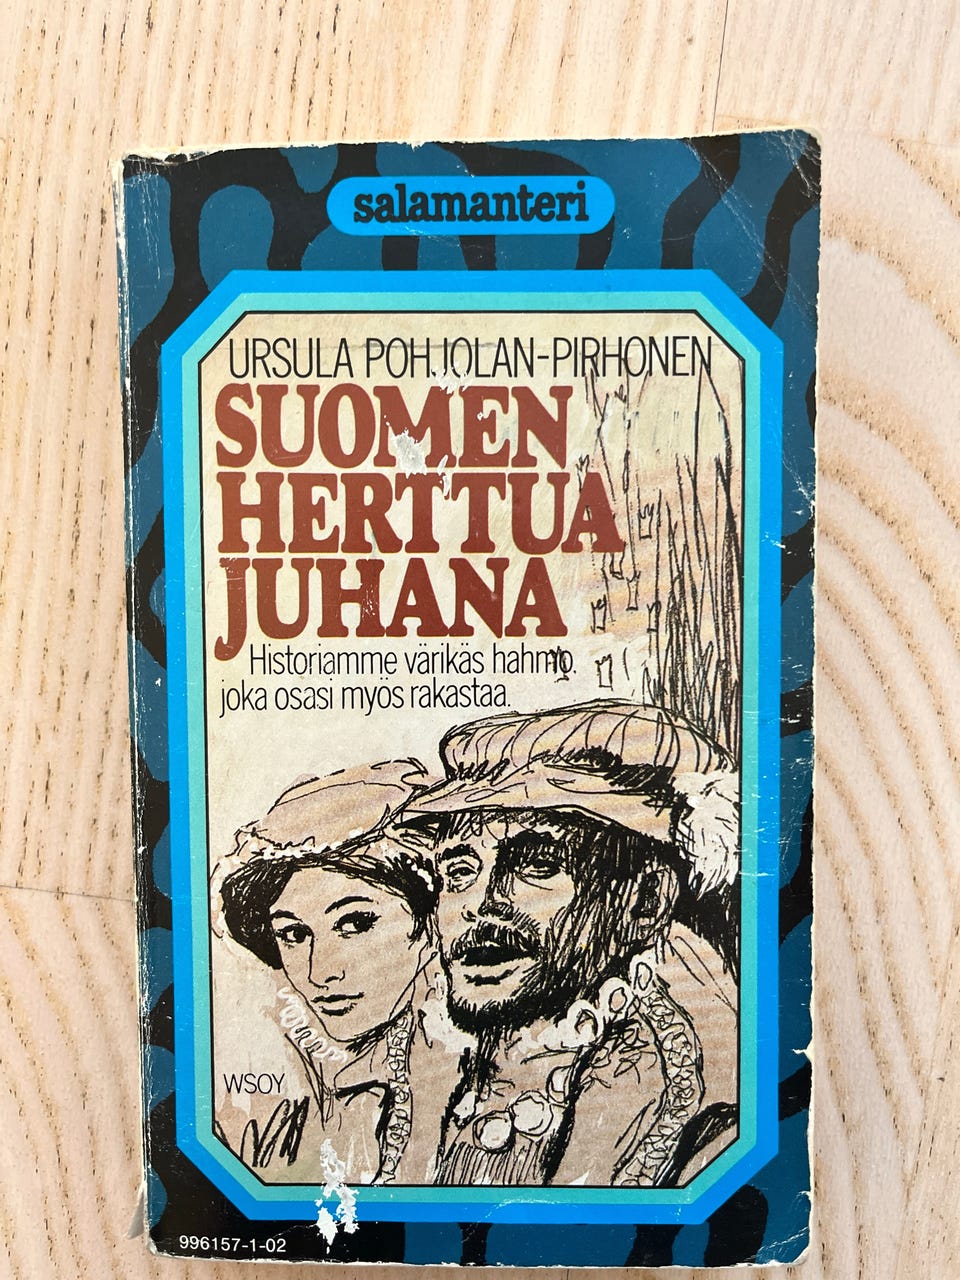 salamanteri
URSULA POHJOLAN-PIRHONEN
SUOMEN
HERTTUA
JUHANA
Historiamme värikäs hahmo,
joka osasi myös rakastaa.
WSOY
996157-1-02